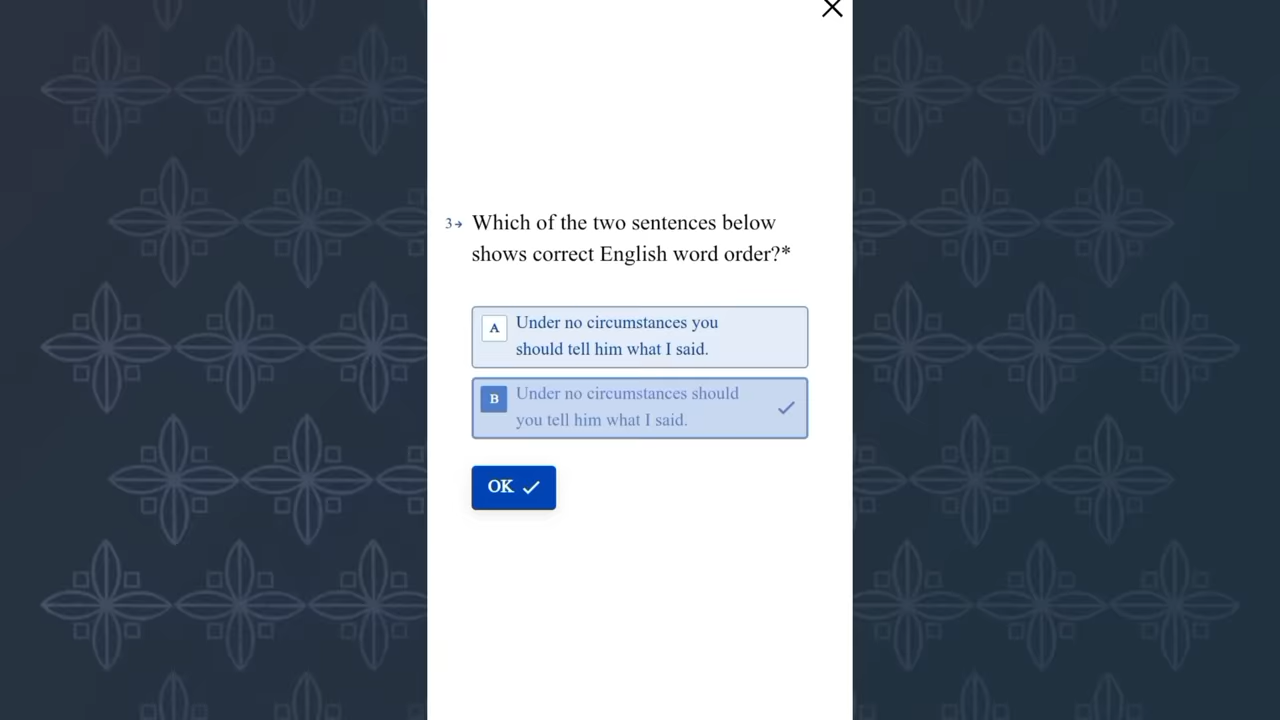 3→ Which of the two sentences below
shows correct English word order?*
A Under no circumstances you
should tell him what I said.
B Under no circumstances should
you tell him what I said.
OK